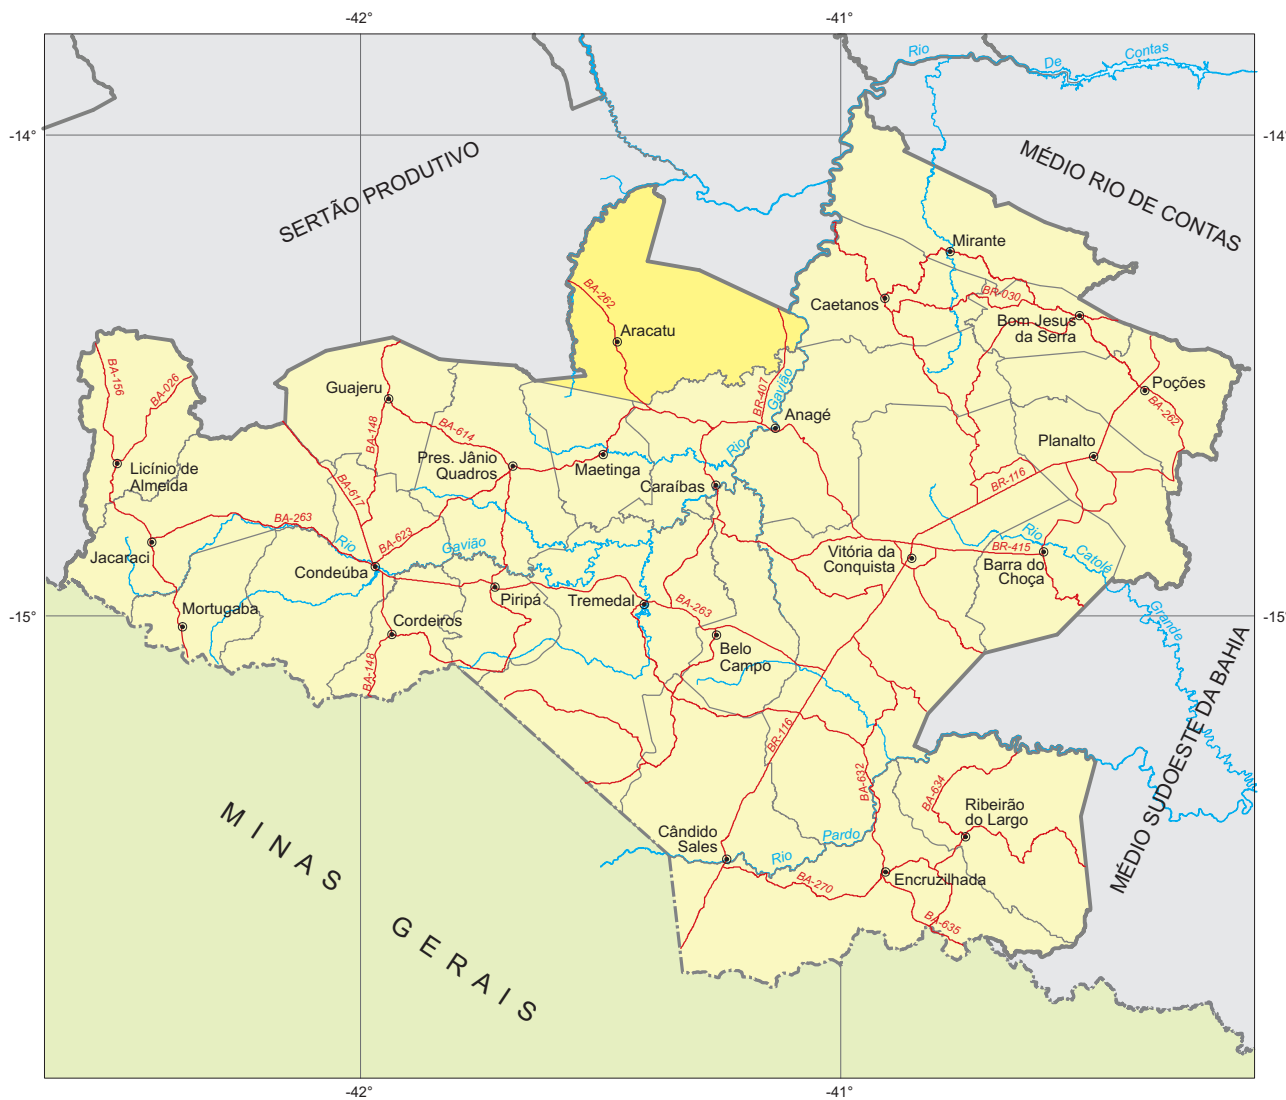 -42°
-41°
Rio
De
Contas
-14°
-14°
SERTÃO PRODUTIVO
MÉDIO RIO DE CONTAS
Mirante
BA-262
BR-030
Caetanos
Bom Jesus
da Serra
Aracatu
BA-156
BA-026
Guajeru
BR-407
Gavião
Poções
BA-262
Anagé
BA-148
BA-614
Rio
Planalto
Licínio de
Almeida
Pres. Jânio
Quadros
Maetinga
Caraíbas
BR-116
BA-617
BA-263
Rio
BA-623
Gavião
Jacaraci
Condeúba
Vitória da
Conquista
BR-415
Barra do
Choça
Rio
Catolé
Grande
Mortugaba
Cordeiros
Piripá
Tremedal
BA-263
-15°
-15°
Belo
Campo
BA-148
BR-116
BA-632
BA-634
MÉDIO SUDOESTE DA BAHIA
Ribeirão
do Largo
Cândido
Sales
Rio
Pardo
BA-270
Encruzilhada
BA-635
MINAS GERAIS
-42°
-41°